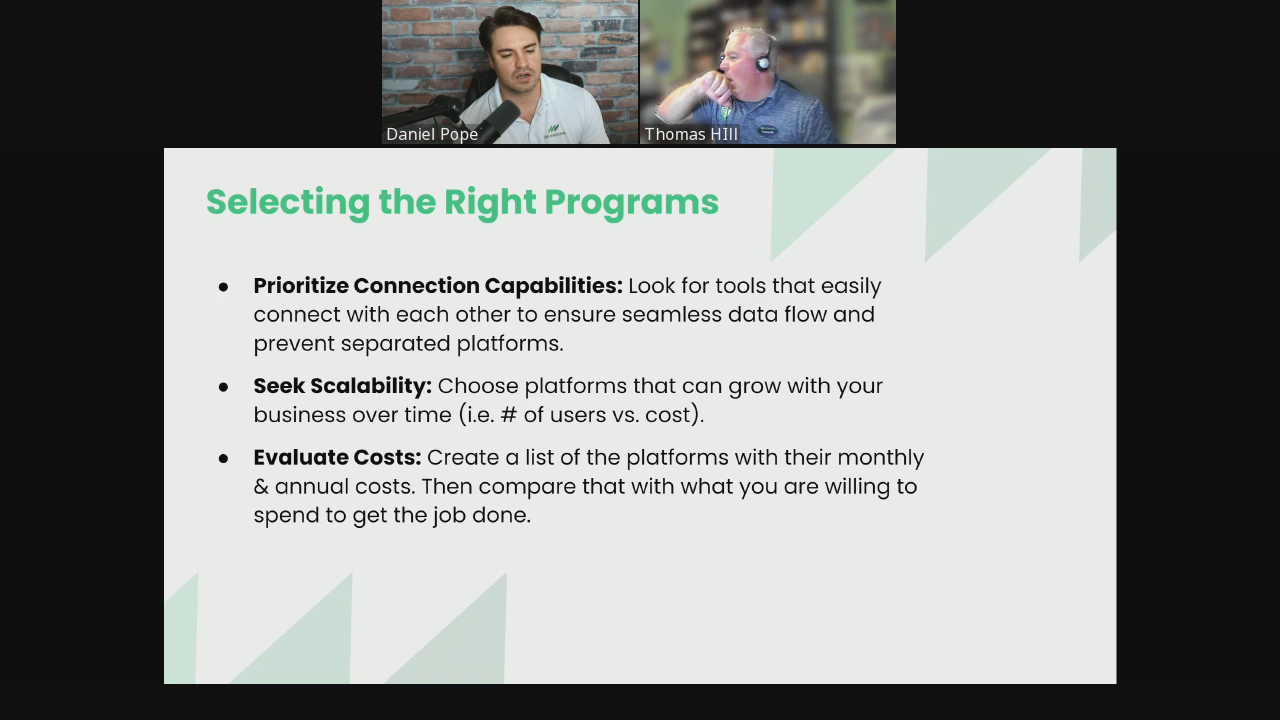 Daniel Pope
Thomas HIll
Selecting the Right Programs
● Prioritize Connection Capabilities: Look for tools that easily
connect with each other to ensure seamless data flow and
prevent separated platforms.
● Seek Scalability: Choose platforms that can grow with your
business over time (i.e. # of users vs. cost).
● Evaluate Costs: Create a list of the platforms with their monthly
& annual costs. Then compare that with what you are willing to
spend to get the job done.